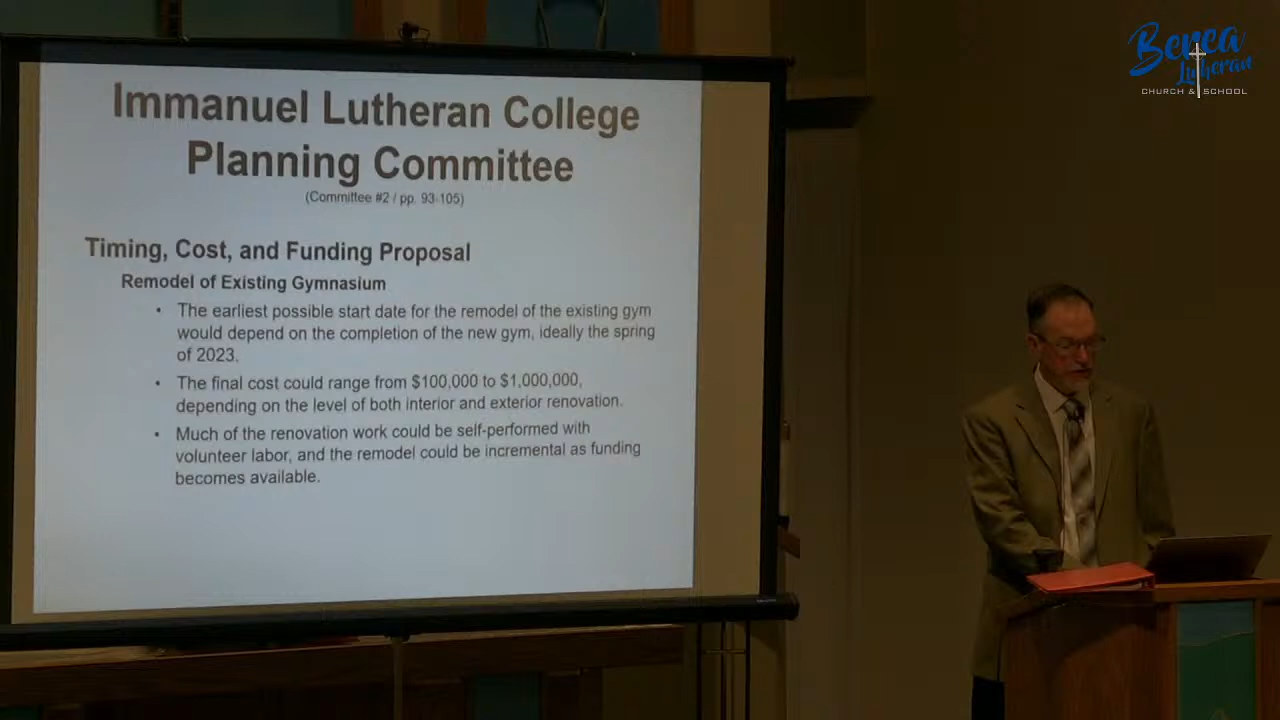 Immanuel Lutheran College
Planning Committee
(Committee #2 / pp. 93-105)
Timing, Cost, and Funding Proposal
Remodel of Existing Gymnasium
• The earliest possible start date for the remodel of the existing gym
would depend on the completion of the new gym, ideally the spring
of 2023.
• The final cost could range from $100,000 to $1,000,000,
depending on the level of both interior and exterior renovation.
• Much of the renovation work could be self-performed with
volunteer labor, and the remodel could be incremental as funding
becomes available.
Berea
Lutheran
CHURCH & SCHOOL